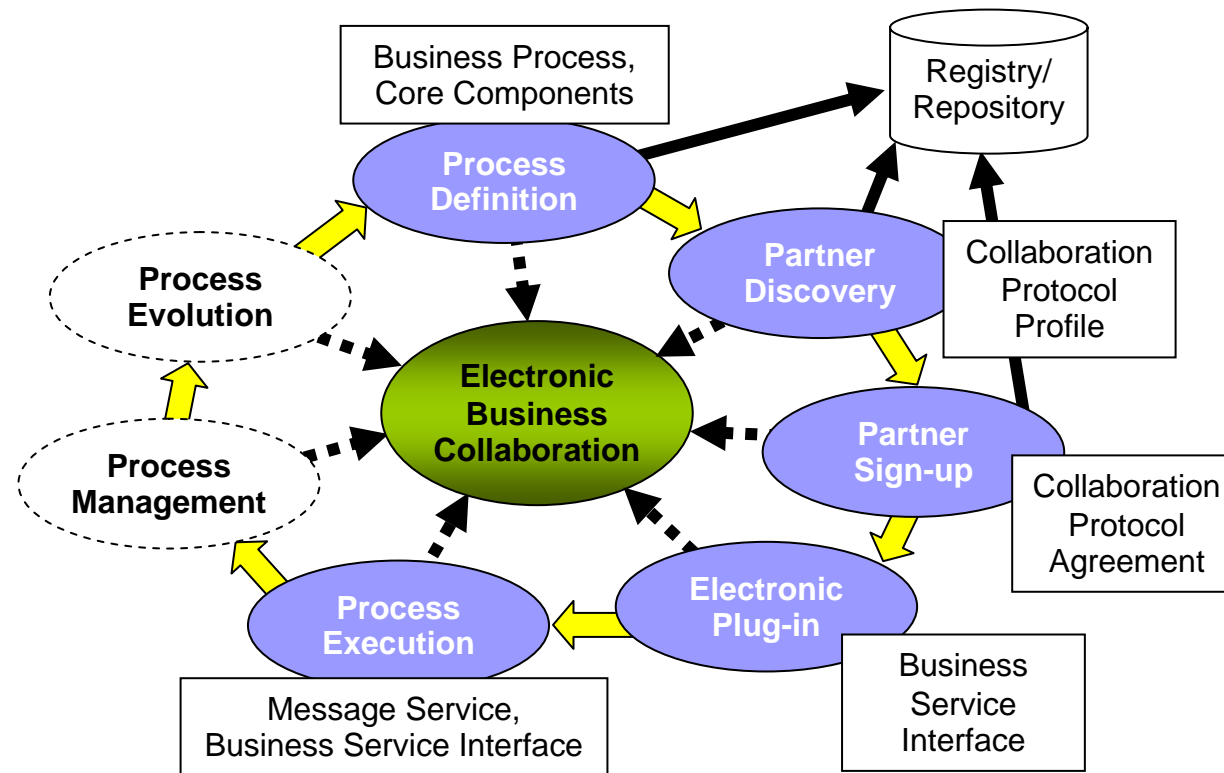 Business Process,
Core Components
Registry/
Repository
Process
Definition
Partner
Discovery
Collaboration
Protocol
Profile
Process
Evolution
Electronic
Business
Collaboration
Partner
Sign-up
Process
Management
Collaboration
Protocol
Agreement
Electronic
Plug-in
Process
Execution
Business
Service
Interface
Message Service,
Business Service Interface